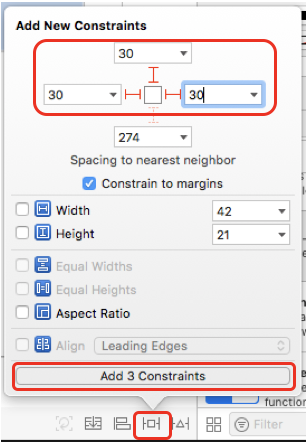 Add New Constraints
30
30 30
274
Spacing to nearest neighbor
Constrain to margins
Width 42
Height 21
Equal Widths
Equal Heights
Aspect Ratio
Align Leading Edges
Add 3 Constraints
function
Filter